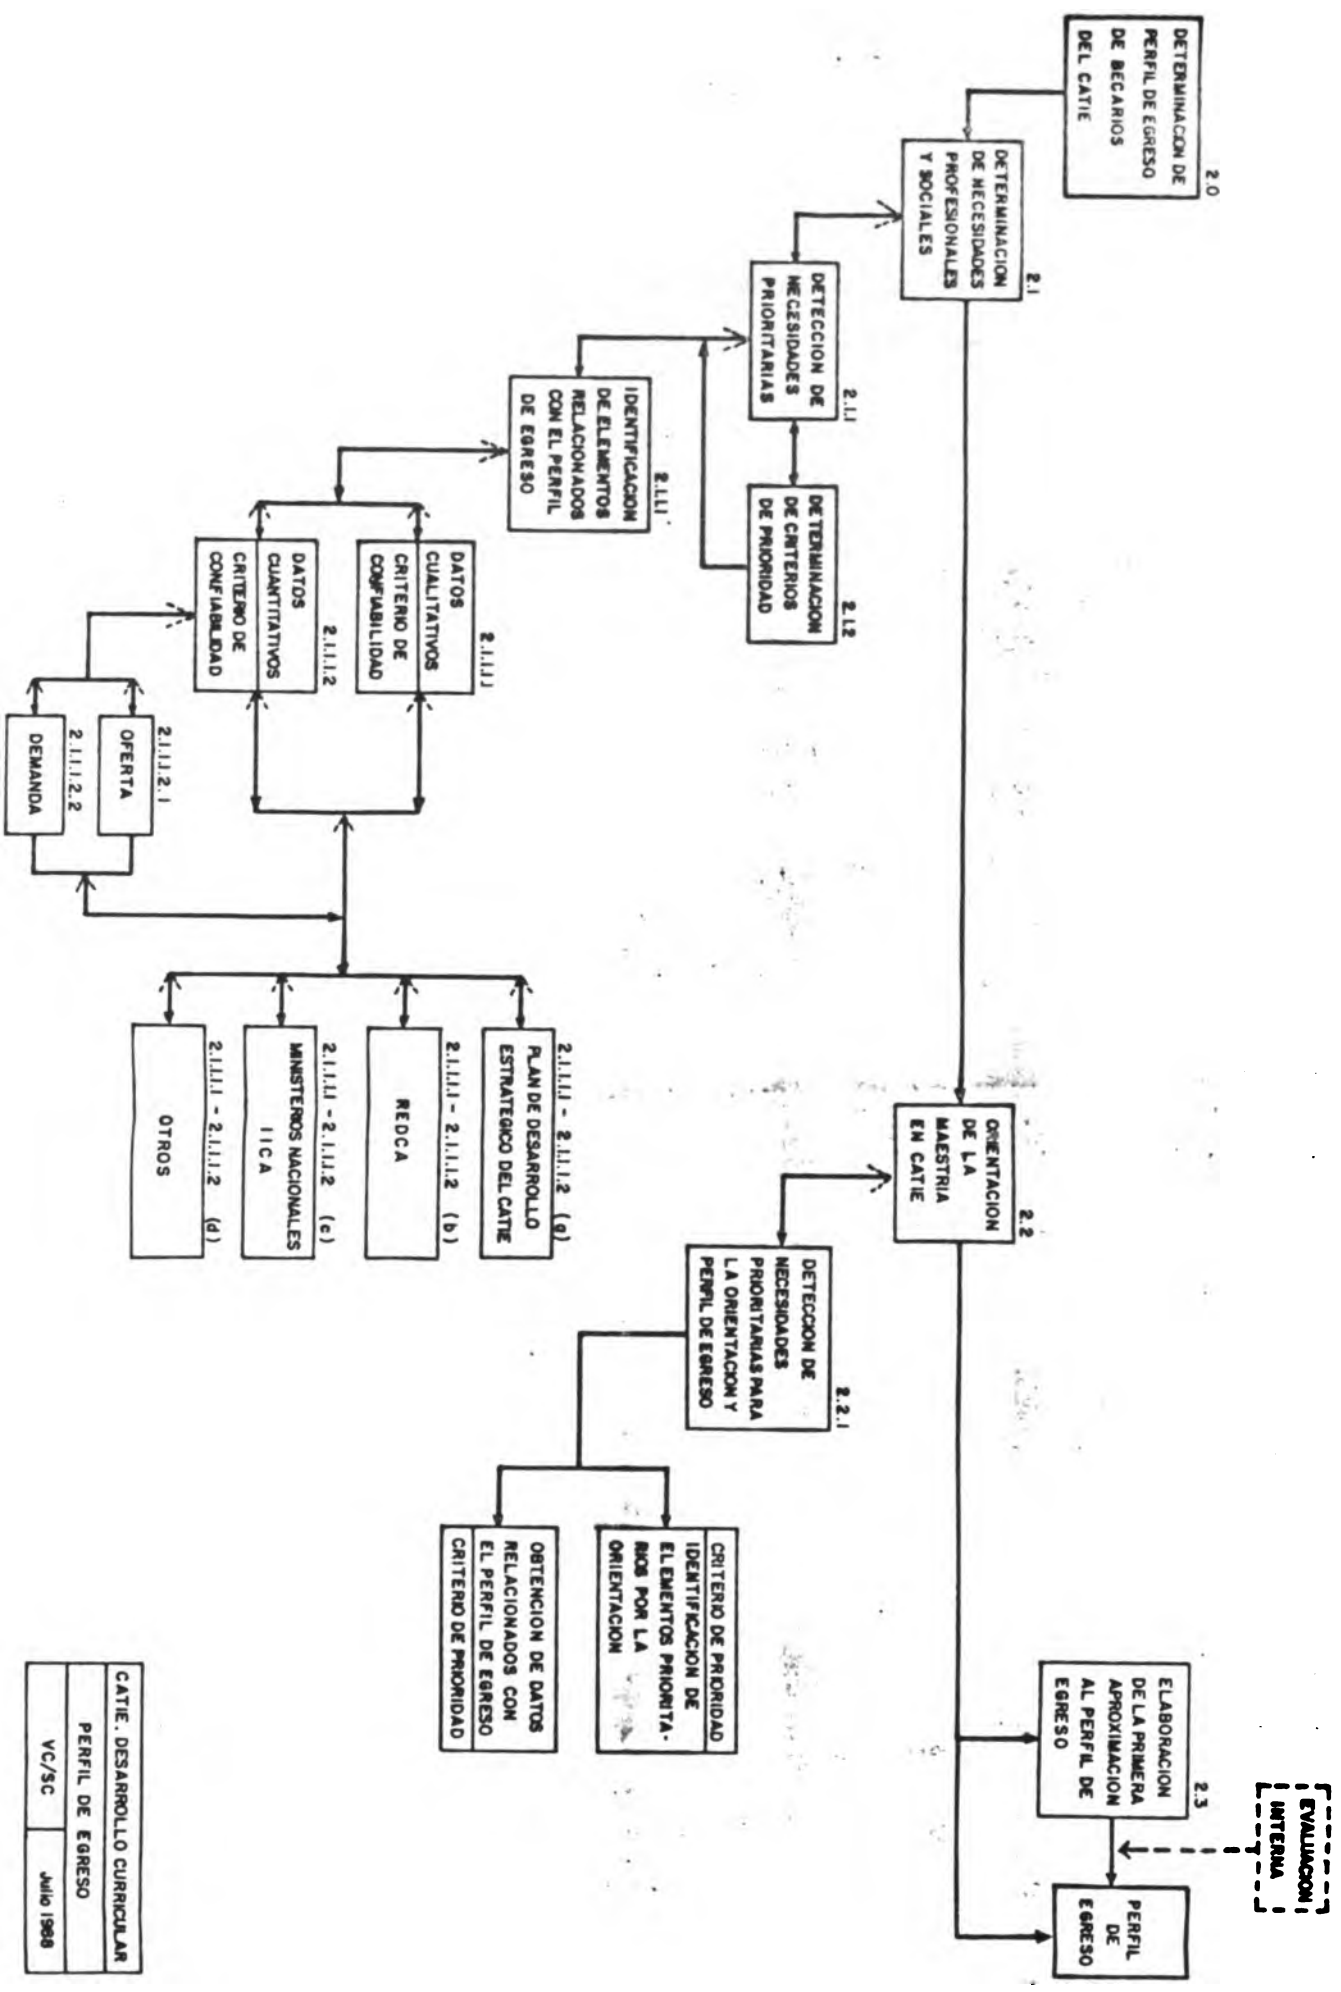 2.0
DETERMINACION DE
PERFIL DE EGRESO
DE BECARIOS
DEL CATIE
2.1
DETERMINACION
DE NECESIDADES
PROFESIONALES
Y SOCIALES
2.1.1
DETECCION DE
NECESIDADES
PRIORITARIAS
2.1.2
DETERMINACION
DE CRITERIOS
DE PRIORIDAD
2.1.1.1
IDENTIFICACION
DE ELEMENTOS
RELACIONADOS
CON EL PERFIL
DE EGRESO
2.1.1.1.1
DATOS
CUALITATIVOS
CRITERIO DE
CONFIABILIDAD
2.1.1.1.2
DATOS
CUANTITATIVOS
CRITERIO DE
CONFIABILIDAD
2.1.1.1.2.1
OFERTA
2.1.1.1.2.2
DEMANDA
2.1.1.1.1 - 2.1.1.1.2 (a)
PLAN DE DESARROLLO
ESTRATEGICO DEL CATIE
2.1.1.1.1 - 2.1.1.1.2 (b)
REDCA
2.1.1.1.1 - 2.1.1.1.2 (c)
MINISTERIOS NACIONALES
IICA
2.1.1.1.1 - 2.1.1.1.2 (d)
OTROS
2.2
ORIENTACION
DE LA
MAESTRIA
EN CATIE
2.2.1
DETECCION DE
NECESIDADES
PRIORITARIAS PARA
LA ORIENTACION Y
PERFIL DE EGRESO
CRITERIO DE PRIORIDAD
IDENTIFICACION DE
ELEMENTOS PRIORITA-
RIOS POR LA
ORIENTACION
OBTENCION DE DATOS
RELACIONADOS CON
EL PERFIL DE EGRESO
CRITERIO DE PRIORIDAD
2.3
ELABORACION
DE LA PRIMERA
APROXIMACION
AL PERFIL DE
EGRESO
EVALUACION
INTERNA
PERFIL
DE
EGRESO
CATIE. DESARROLLO CURRICULAR
PERFIL DE EGRESO
VC/SC
Julio 1988